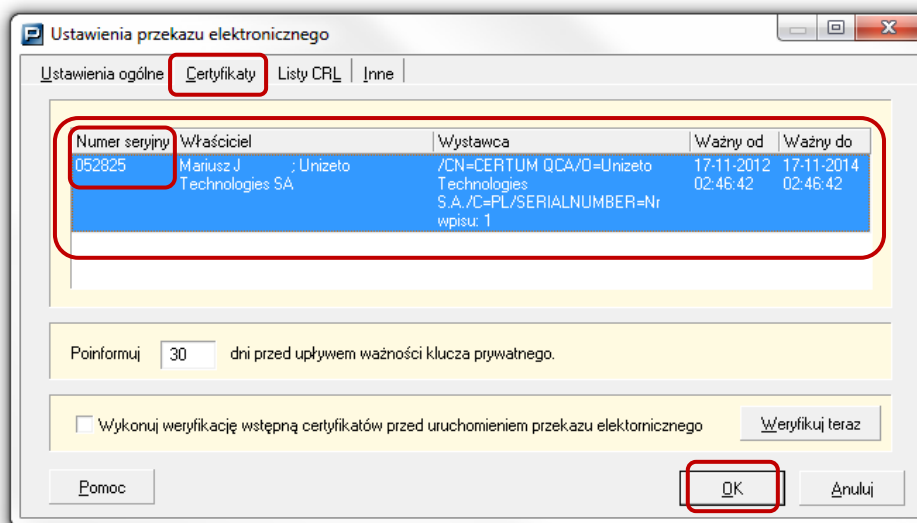 Ustawienia przekazu elektronicznego
Ustawienia ogólne Certyfikaty Listy CRL Inne
Numer seryjny Właściciel Wystawca Ważny od Ważny do
052825 Mariusz J ; Unizeto /CN=CERTUM QCA/O=Unizeto 17-11-2012 17-11-2014
Technologies SA Technologies 02:46:42 02:46:42
S.A./C=PL/SERIALNUMBER=Nr
wpisu: 1
Poinformuj 30 dni przed upływem ważności klucza prywatnego.
Wykonuj weryfikację wstępną certyfikatów przed uruchomieniem przekazu elektornicznego Weryfikuj teraz
Pomoc OK Anuluj